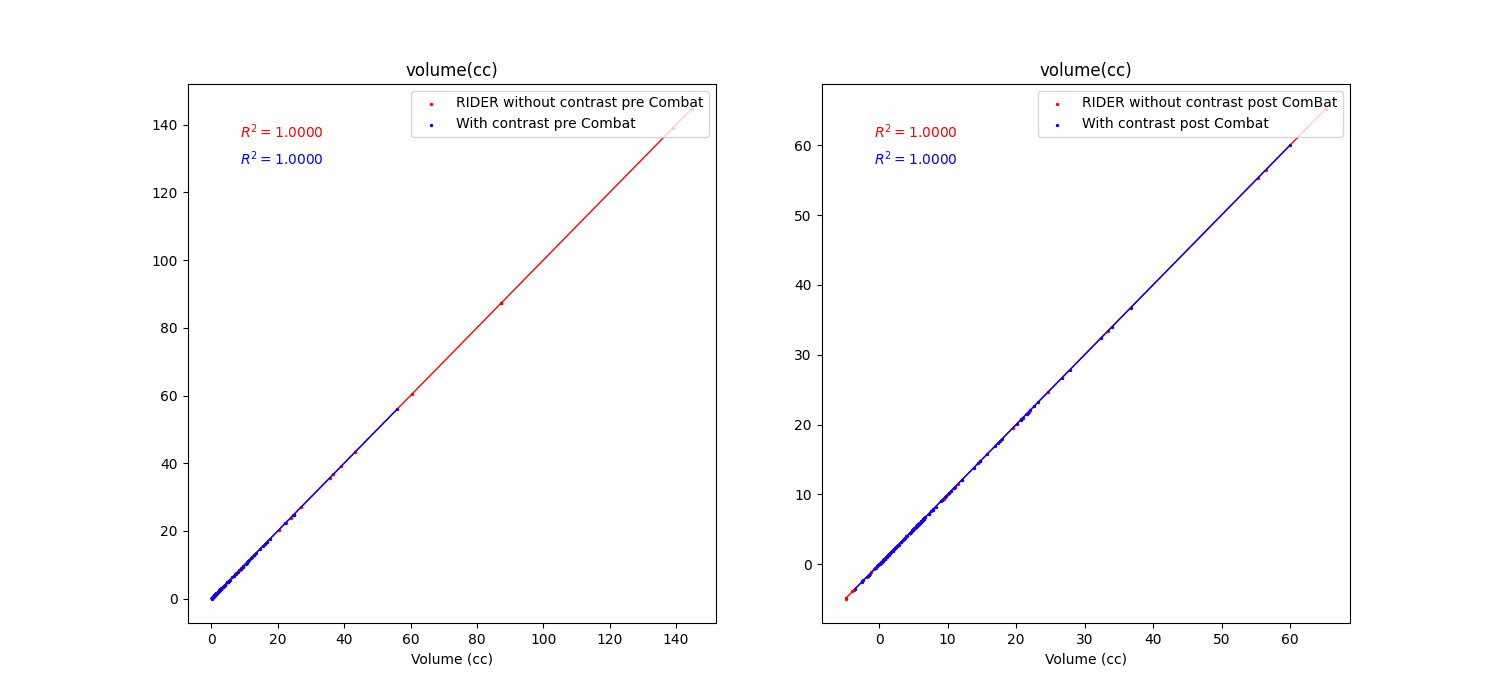 volume(cc)
RIDER without contrast pre Combat
With contrast pre Combat
R² = 1.0000
R² = 1.0000
140
120
100
80
60
40
20
0
0 20 40 60 80 100 120 140
Volume (cc)
volume(cc)
RIDER without contrast post ComBat
With contrast post Combat
R² = 1.0000
R² = 1.0000
60
50
40
30
20
10
0
0 10 20 30 40 50 60
Volume (cc)